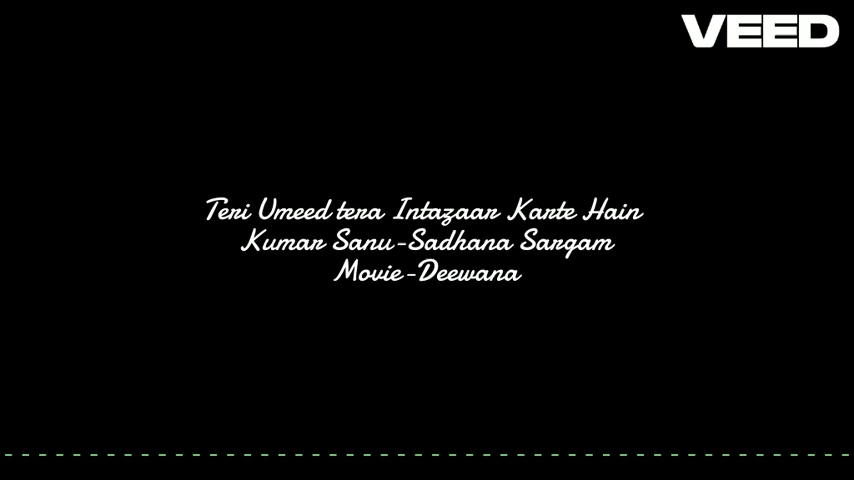 VEED
Teri Umeed tera Intazaar Karte Hain
Kumar Sanu-Sadhana Sargam
Movie-Deewana